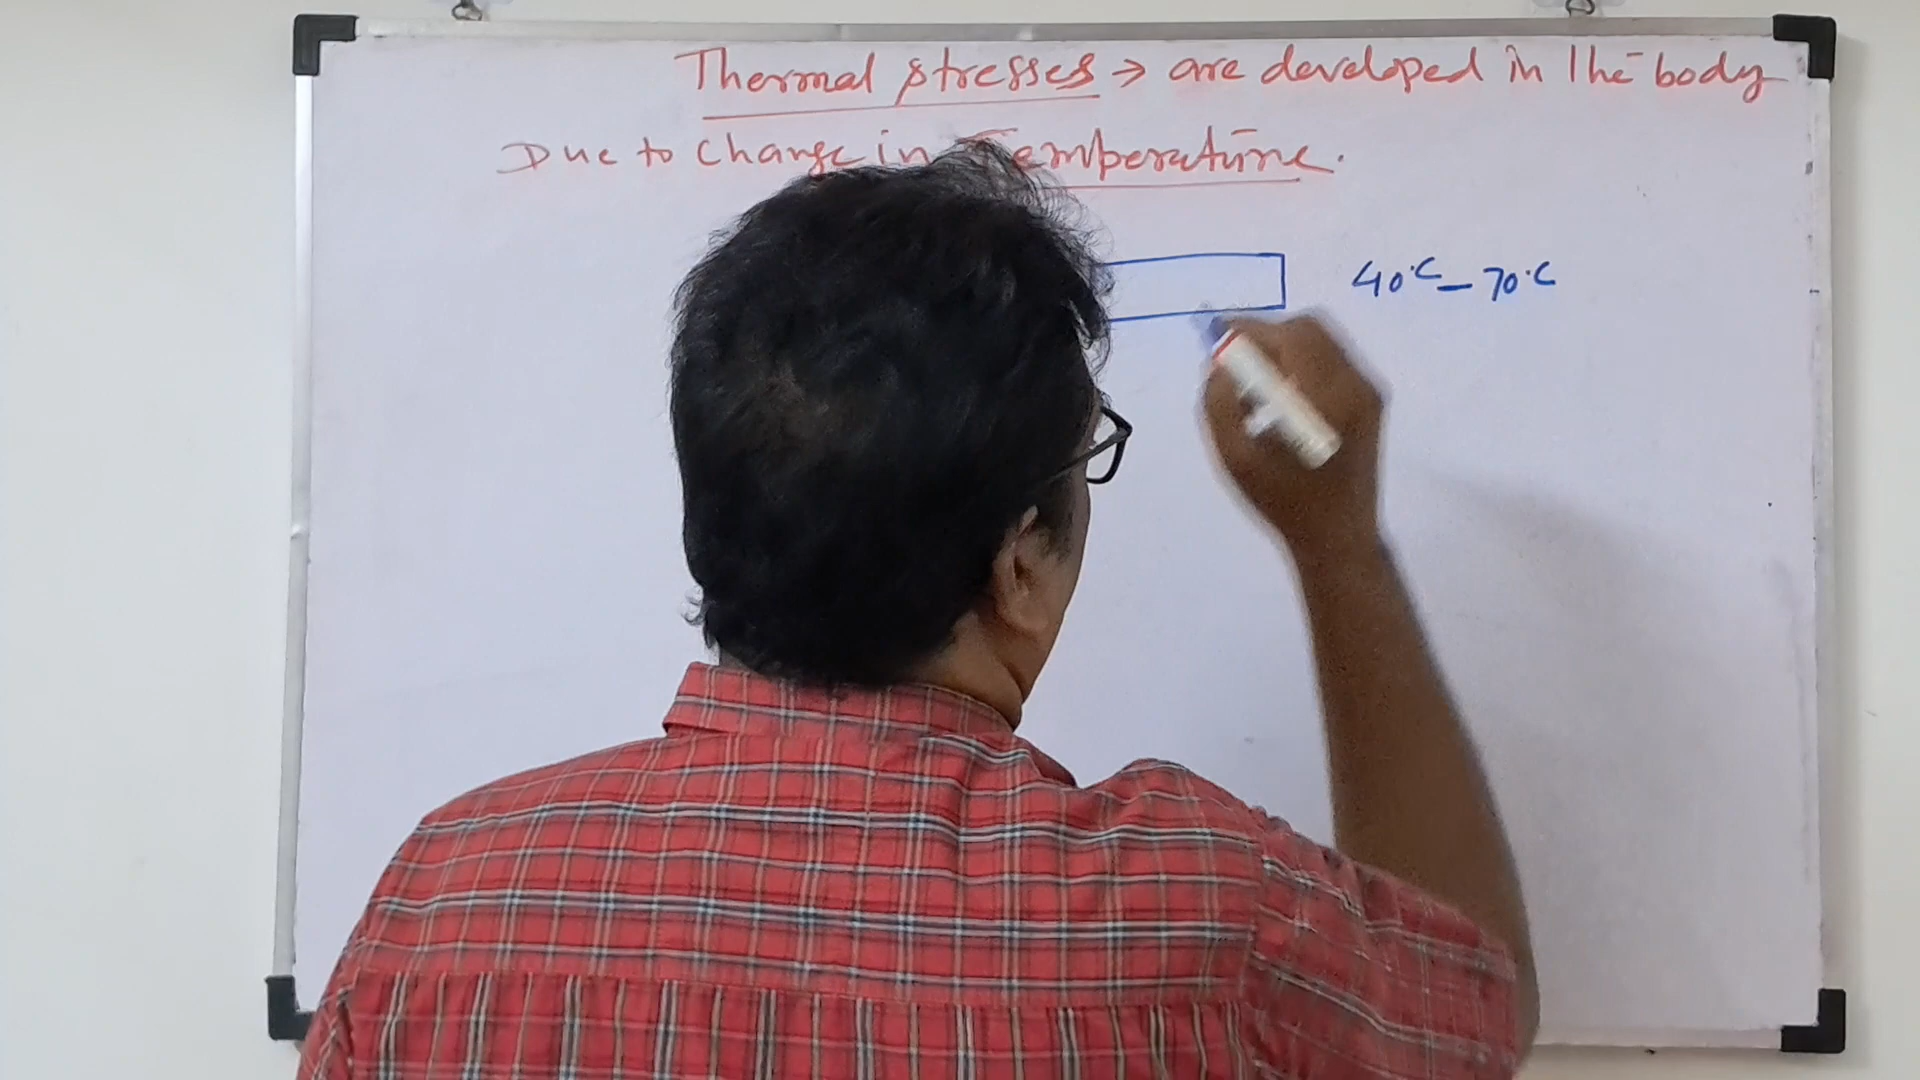 Thermal stresses → are developed in the body
Due to change in Temperature.
40°C - 70°C